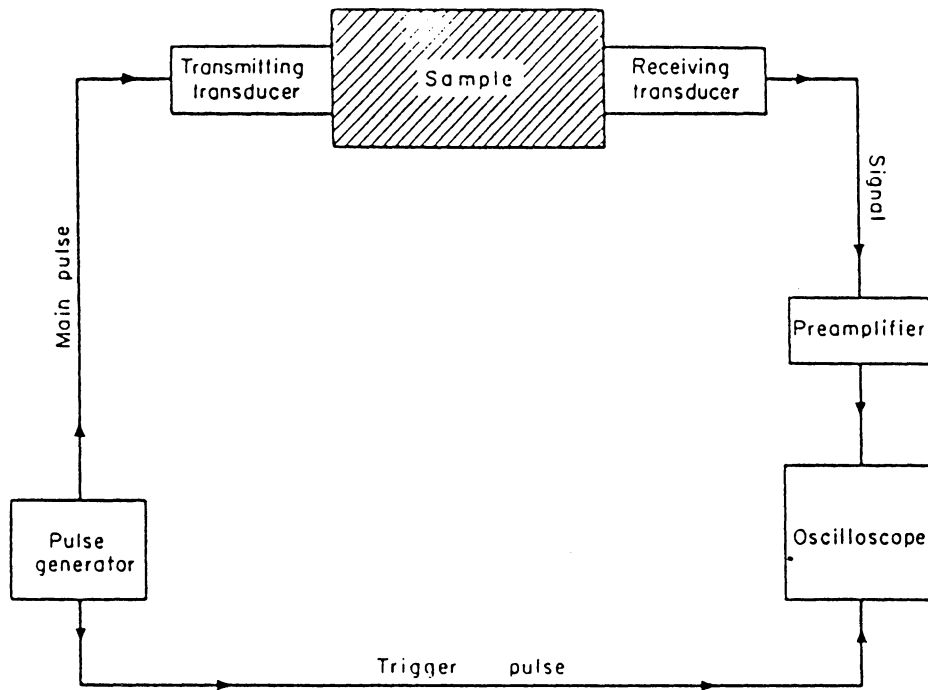 Transmitting
transducer
Sample
Receiving
transducer
Signal
Main pulse
Preamplifier
Pulse
generator
Oscilloscope
Trigger pulse